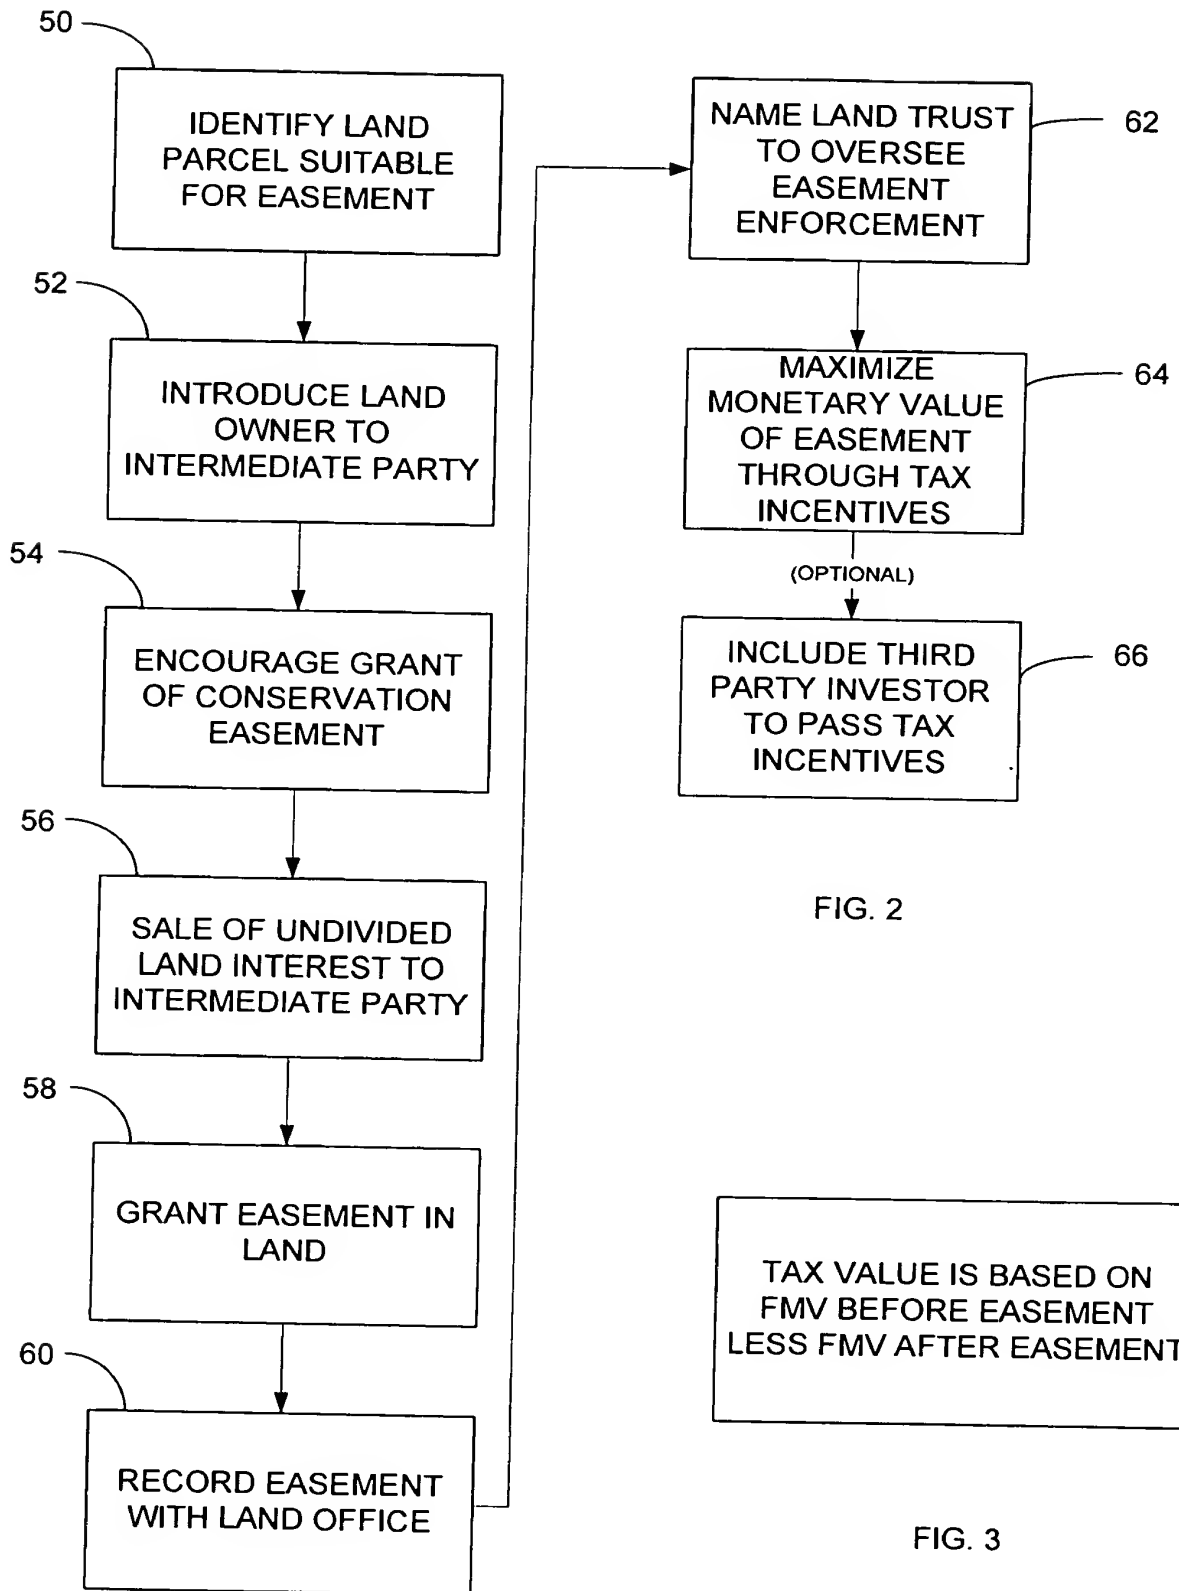 50
IDENTIFY LAND
PARCEL SUITABLE
FOR EASEMENT
52
INTRODUCE LAND
OWNER TO
INTERMEDIATE PARTY
54
ENCOURAGE GRANT
OF CONSERVATION
EASEMENT
56
SALE OF UNDIVIDED
LAND INTEREST TO
INTERMEDIATE PARTY
58
GRANT EASEMENT IN
LAND
60
RECORD EASEMENT
WITH LAND OFFICE
62
NAME LAND TRUST
TO OVERSEE
EASEMENT
ENFORCEMENT
64
MAXIMIZE
MONETARY VALUE
OF EASEMENT
THROUGH TAX
INCENTIVES
(OPTIONAL)
66
INCLUDE THIRD
PARTY INVESTOR
TO PASS TAX
INCENTIVES
FIG. 2
TAX VALUE IS BASED ON
FMV BEFORE EASEMENT
LESS FMV AFTER EASEMENT
FIG. 3